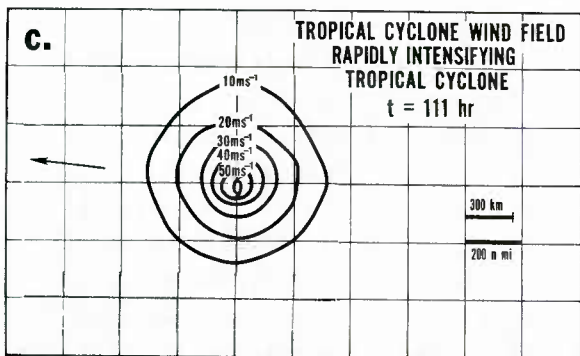 c.
TROPICAL CYCLONE WIND FIELD
RAPIDLY INTENSIFYING
TROPICAL CYCLONE
t = 111 hr
10ms⁻¹
20ms⁻¹
30ms⁻¹
40ms⁻¹
50ms⁻¹
300 km
200 n mi